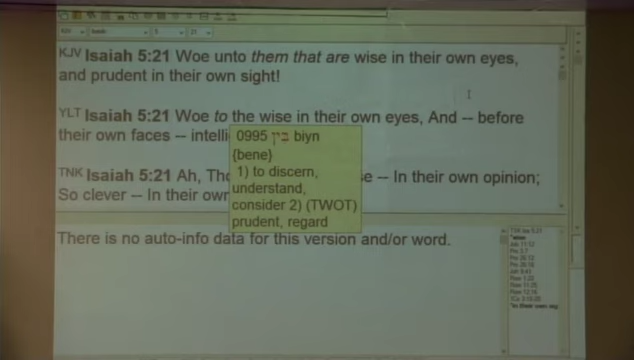 KJV Isaiah 5:21 Woe unto them that are wise in their own eyes,
and prudent in their own sight!
YLT Isaiah 5:21 Woe to the wise in their own eyes, And -- before
their own faces -- intelli
TNK Isaiah 5:21 Ah, Tho
se -- In their own opinion;
So clever -- In their own
0995 בין biyn
{bene}
1) to discern,
understand,
consider 2) (TWOT)
prudent, regard
There is no auto-info data for this version and/or word.